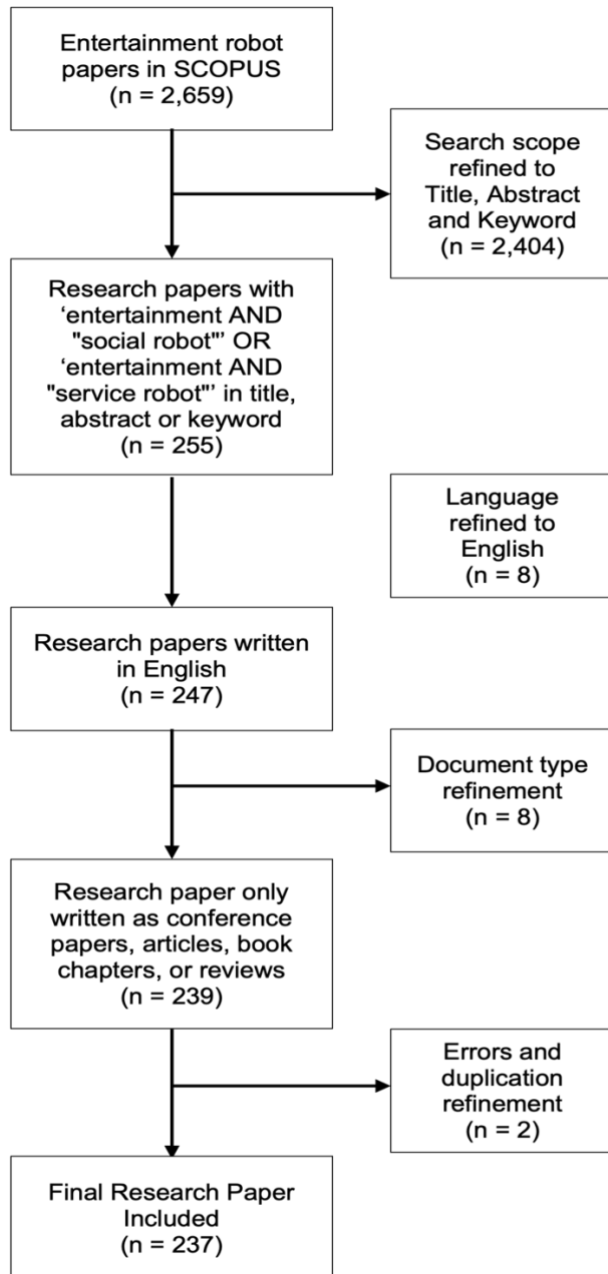 Entertainment robot
papers in SCOPUS
(n = 2,659)
Search scope
refined to
Title, Abstract
and Keyword
(n = 2,404)
Research papers with
‘entertainment AND
"social robot"’ OR
‘entertainment AND
"service robot"’ in title,
abstract or keyword
(n = 255)
Language
refined to
English
(n = 8)
Research papers written
in English
(n = 247)
Document type
refinement
(n = 8)
Research paper only
written as conference
papers, articles, book
chapters, or reviews
(n = 239)
Errors and
duplication
refinement
(n = 2)
Final Research Paper
Included
(n = 237)